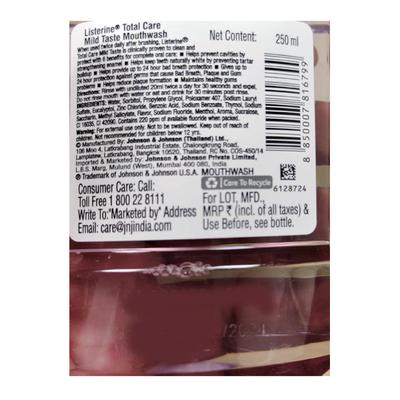 Listerine® Total Care
Mild Taste Mouthwash
Net Content: 250 ml
When used twice daily after brushing, Listerine®
Total Care Mild Taste is clinically proven to clean and
protect with 6 benefits for complete oral care: • Helps prevent cavities by
strengthening enamel • Helps keep teeth naturally white by preventing tartar
buildup • Helps provide up to 24 hour bad breath protection • Gives up to
24 hour protection against germs that cause Bad Breath, Plaque and Gum
problems • Helps reduce plaque formation • Maintains healthy gums
Directions: Rinse with undiluted 20ml twice a day for 30 seconds and expel.
Do not rinse mouth with water or eat and drink for 30 minutes post rinse.
Ingredients: Water, Sorbitol, Propylene Glycol, Poloxamer 407, Sodium Lauryl
Sulfate, Eucalyptol, Zinc Chloride, Benzoic Acid, Sodium Benzoate, Thymol, Sodium
Saccharin, Methyl Salicylate, Flavor, Sodium Fluoride, Menthol, Aroma, Sucralose,
CI 16035, CI 42090. Contains 220 ppm of available fluoride when packed.
Warning: For external use only. Not to be swallowed. Keep out of reach of
children. Not recommended for children below 12 yrs.
Manufactured by: Johnson & Johnson (Thailand) Ltd.
106 Moo 4, Latkrabang Industrial Estate, Chalongkrung Road,
Lamplatiew, Latkrabang, Bangkok 10520, Thailand. RC No. COS-450/14
Imported & Marketed by: Johnson & Johnson Private Limited,
L.B.S. Marg, Mulund (West), Mumbai 400 080, India.
® Trademark of Johnson & Johnson U.S.A. MOUTHWASH
8 850007 816799
Care To Recycle
6128724
Consumer Care: Call:
Toll Free 1 800 22 8111
Write To:"Marketed by" Address
Email: care@jnjindia.com
For LOT, MFD.,
MRP ₹ (incl. of all taxes) &
Use Before, see bottle.